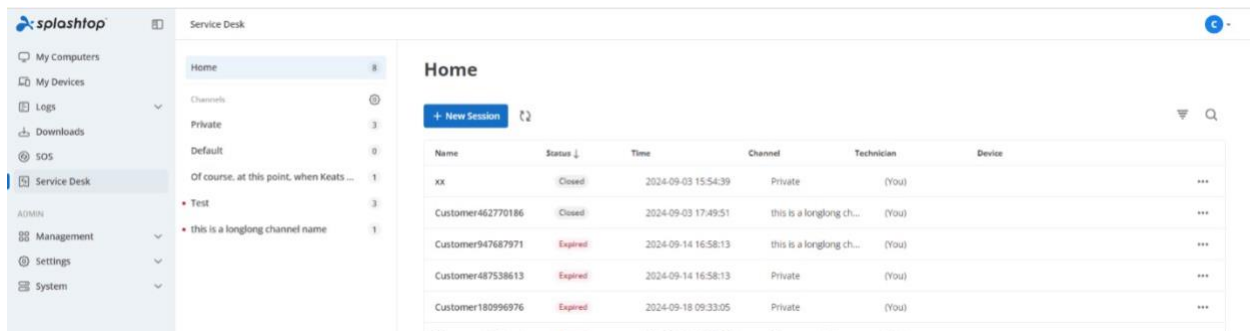 splashtop
Service Desk
C
My Computers
My Devices
Logs
Downloads
SOS
Service Desk
ADMIN
Management
Settings
System
Home 8
Channels
Private 3
Default 0
Of course, at this point, when Keats ... 1
Test 3
this is a longlong channel name 1
Home
+ New Session
Name Status ↓ Time Channel Technician Device
xx Closed 2024-09-03 15:54:39 Private (You) ...
Customer462770186 Closed 2024-09-03 17:49:51 this is a longlong ch... (You) ...
Customer947687971 Expired 2024-09-14 16:58:13 this is a longlong ch... (You) ...
Customer487538613 Expired 2024-09-14 16:58:13 Private (You) ...
Customer180996976 Expired 2024-09-18 09:33:05 Private (You) ...